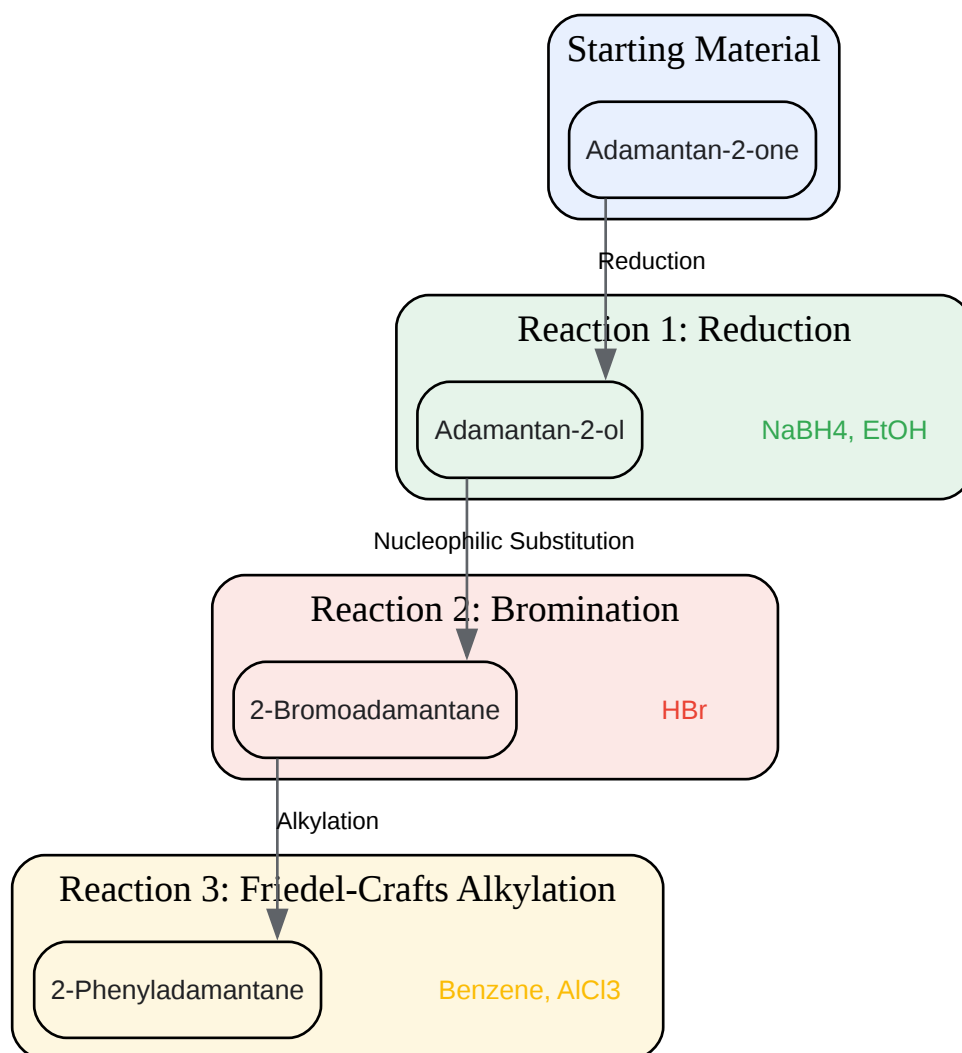 Starting Material
Adamantan-2-one
Reduction
Reaction 1: Reduction
Adamantan-2-ol
NaBH4, EtOH
Nucleophilic Substitution
Reaction 2: Bromination
2-Bromoadamantane
HBr
Alkylation
Reaction 3: Friedel-Crafts Alkylation
2-Phenyladamantane
Benzene, AlCl3